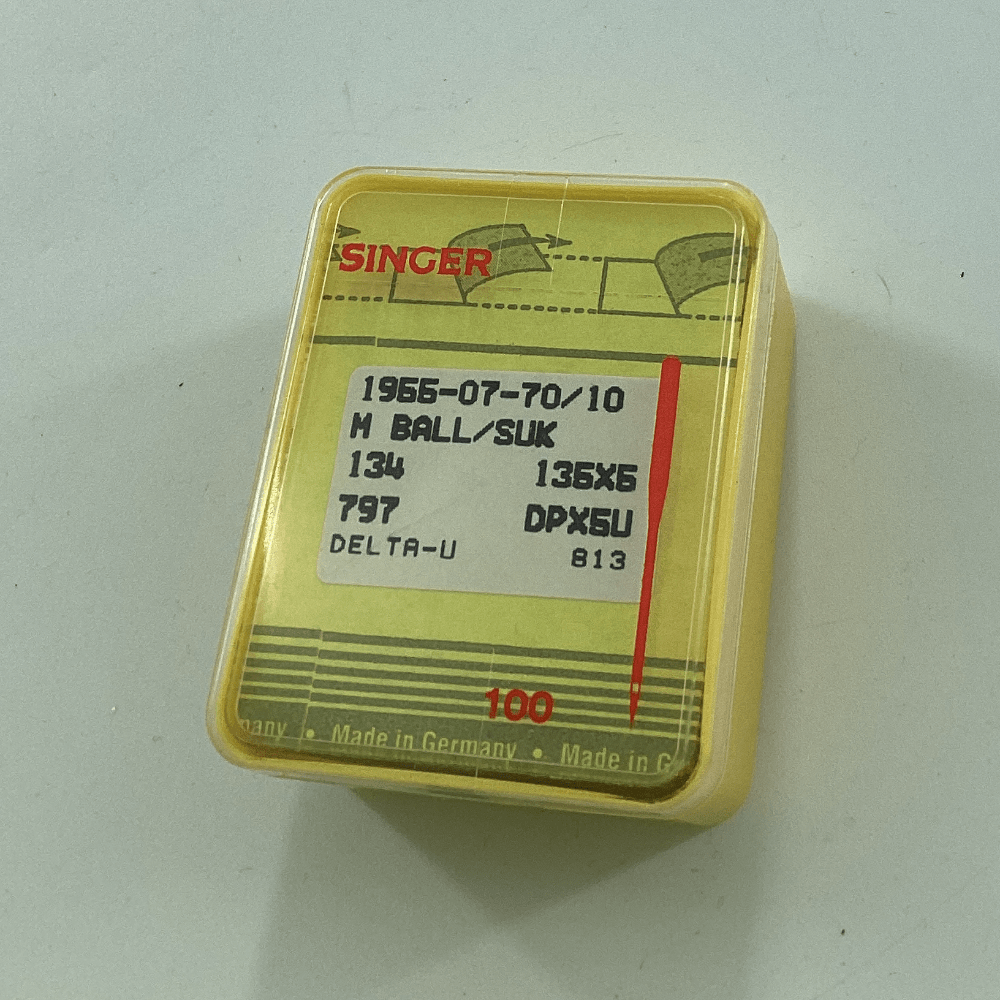 SINGER
1955-07-70/10
M BALL/SUK
134 135X5
797 DPX5U
DELTA-U 813
100
many • Made in Germany • Made in G